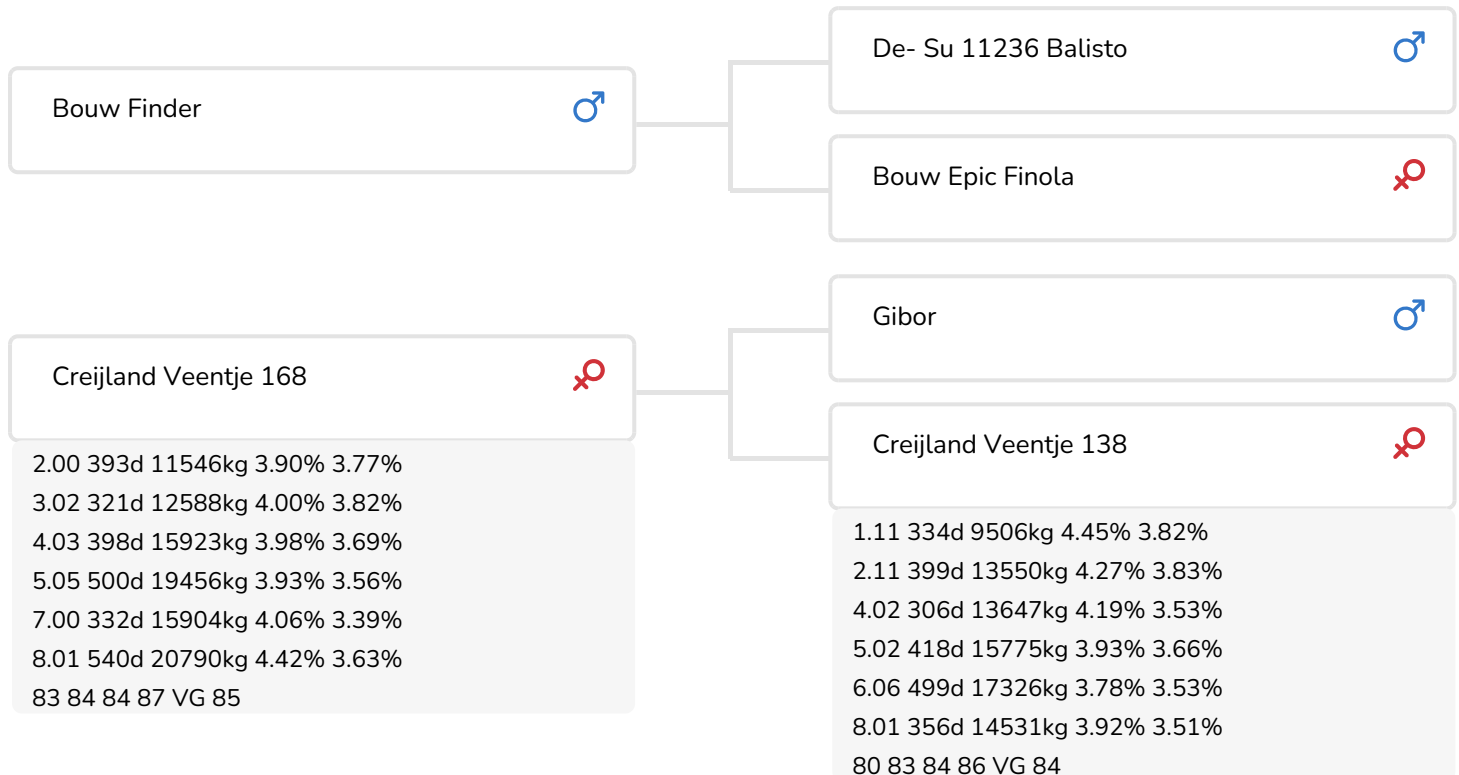 Bouw Finder
De- Su 11236 Balisto
Bouw Epic Finola
Creijland Veentje 168
2.00 393d 11546kg 3.90% 3.77%
3.02 321d 12588kg 4.00% 3.82%
4.03 398d 15923kg 3.98% 3.69%
5.05 500d 19456kg 3.93% 3.56%
7.00 332d 15904kg 4.06% 3.39%
8.01 540d 20790kg 4.42% 3.63%
83 84 84 87 VG 85
Gibor
Creijland Veentje 138
1.11 334d 9506kg 4.45% 3.82%
2.11 399d 13550kg 4.27% 3.83%
4.02 306d 13647kg 4.19% 3.53%
5.02 418d 15775kg 3.93% 3.66%
6.06 499d 17326kg 3.78% 3.53%
8.01 356d 14531kg 3.92% 3.51%
80 83 84 86 VG 84